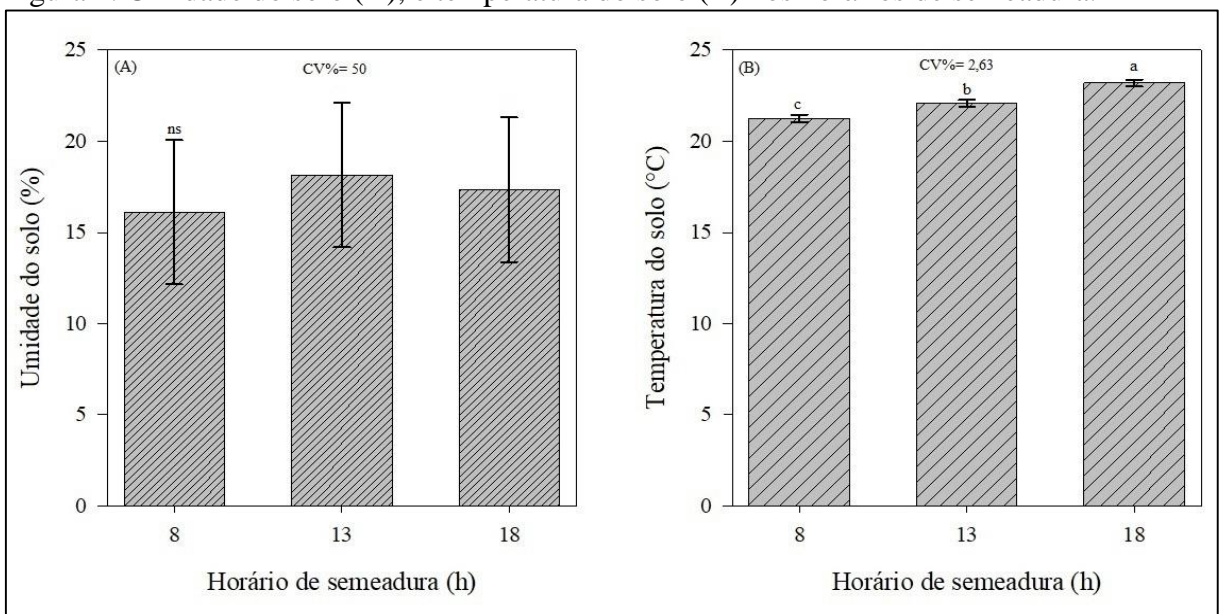 (A)
CV%= 50
ns
25
20
15
10
5
0
Umidade do solo (%)
8 13 18
Horário de semeadura (h)
(B)
CV%= 2,63
c b a
25
20
15
10
5
0
Temperatura do solo (°C)
8 13 18
Horário de semeadura (h)